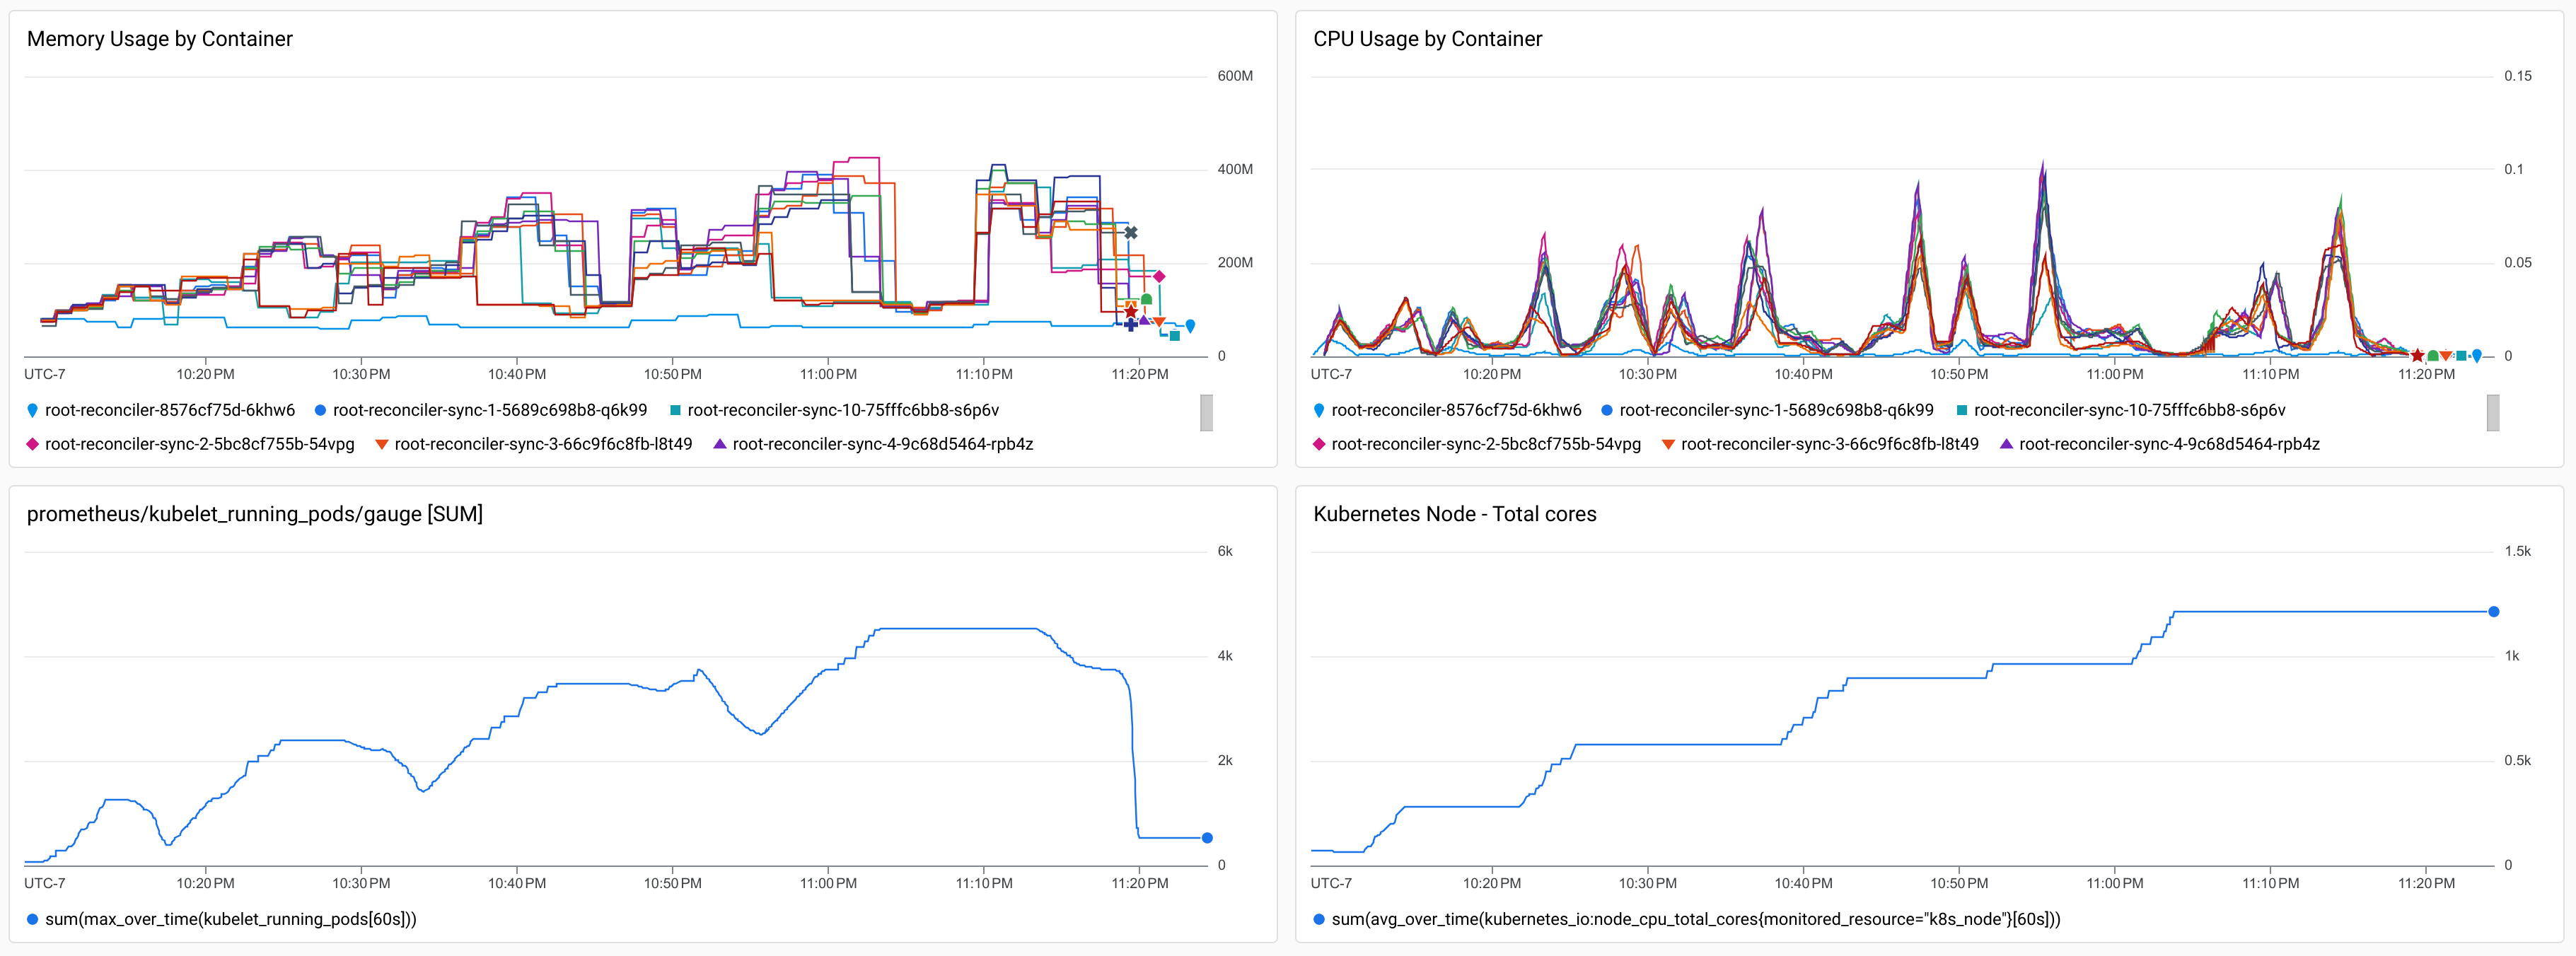 Memory Usage by Container
600M
400M
200M
0
UTC-7 10:20 PM 10:30 PM 10:40 PM 10:50 PM 11:00 PM 11:10 PM 11:20 PM
root-reconciler-8576cf75d-6khw6 root-reconciler-sync-1-5689c698b8-q6k99 root-reconciler-sync-10-75fffc6bb8-s6p6v
root-reconciler-sync-2-5bc8cf755b-54vpg root-reconciler-sync-3-66c9f6c8fb-l8t49 root-reconciler-sync-4-9c68d5464-rpb4z
CPU Usage by Container
0.15
0.1
0.05
0
UTC-7 10:20 PM 10:30 PM 10:40 PM 10:50 PM 11:00 PM 11:10 PM 11:20 PM
root-reconciler-8576cf75d-6khw6 root-reconciler-sync-1-5689c698b8-q6k99 root-reconciler-sync-10-75fffc6bb8-s6p6v
root-reconciler-sync-2-5bc8cf755b-54vpg root-reconciler-sync-3-66c9f6c8fb-l8t49 root-reconciler-sync-4-9c68d5464-rpb4z
prometheus/kubelet_running_pods/gauge [SUM]
6k
4k
2k
0
UTC-7 10:20 PM 10:30 PM 10:40 PM 10:50 PM 11:00 PM 11:10 PM 11:20 PM
sum(max_over_time(kubelet_running_pods[60s]))
Kubernetes Node - Total cores
1.5k
1k
0.5k
0
UTC-7 10:20 PM 10:30 PM 10:40 PM 10:50 PM 11:00 PM 11:10 PM 11:20 PM
sum(avg_over_time(kubernetes_io:node_cpu_total_cores{monitored_resource="k8s_node"}[60s]))